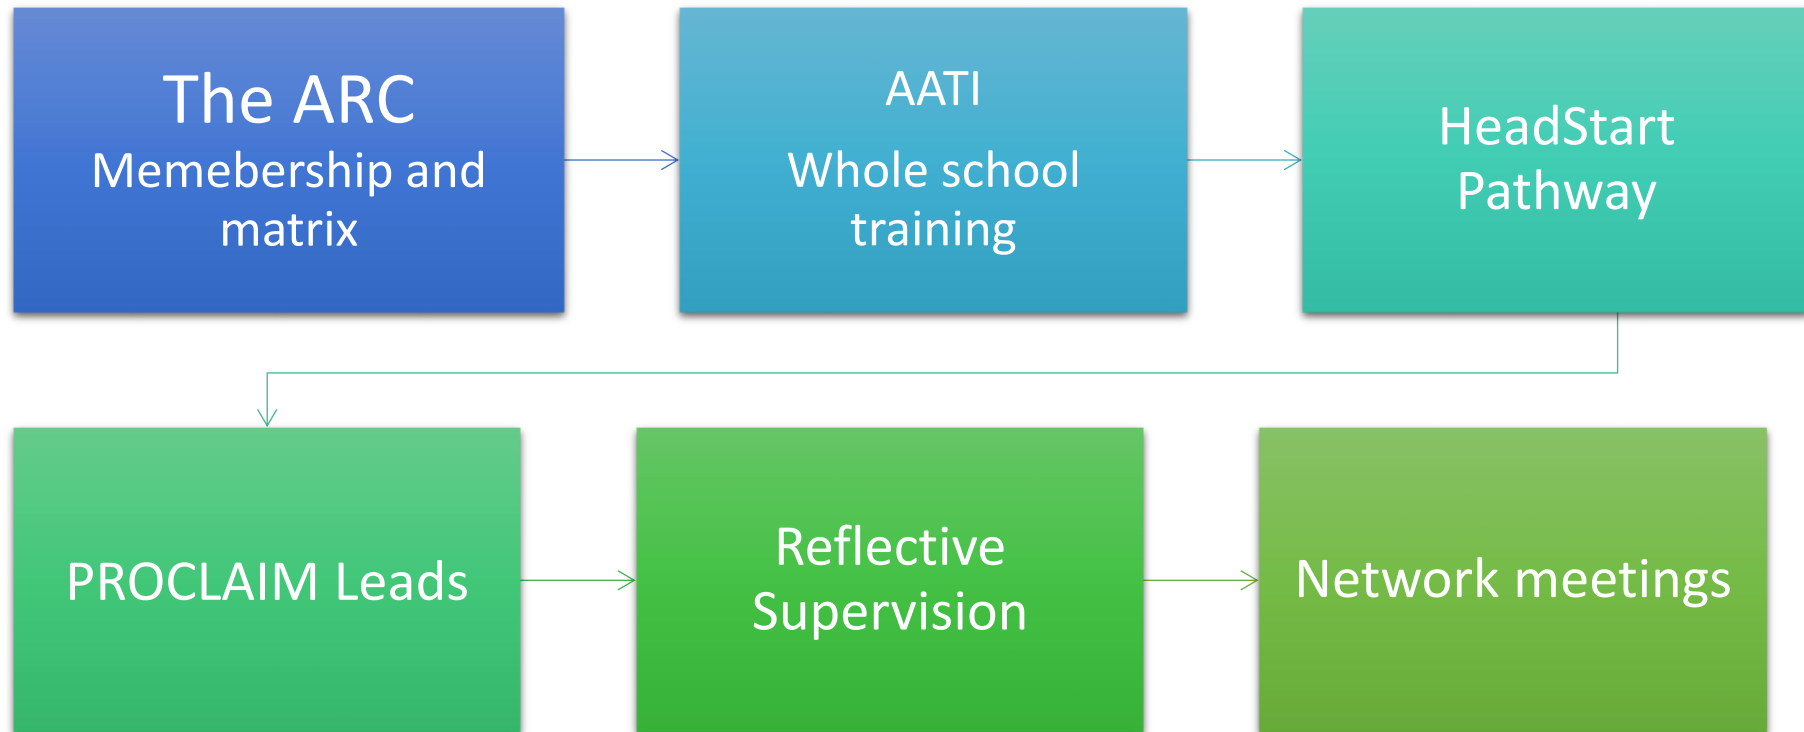 The ARC
Memebership and
matrix
AATI
Whole school
training
HeadStart
Pathway
PROCLAIM Leads
Reflective
Supervision
Network meetings